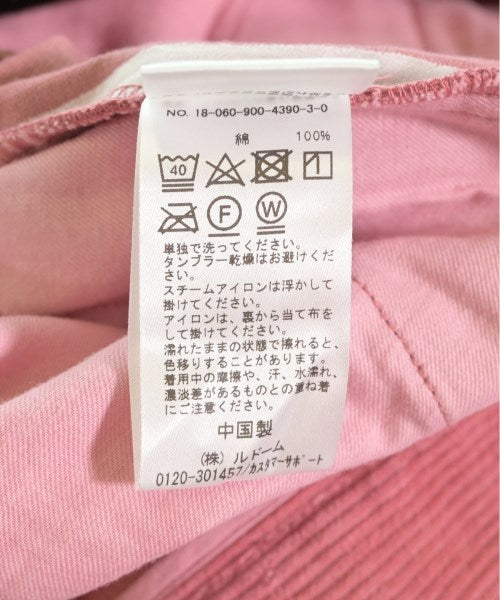 NO. 18-060-900-4390-3-0
綿 100%
40
F W
単独で洗ってください。
タンブラー乾燥はお避けください。
スチームアイロンは浮かして
掛けてください。
アイロンは、裏から当て布を
して掛けてください。
濡れたままの状態で擦れると、
色移りすることがあります。
着用中の摩擦や、汗、水濡れ、
濃淡差があるものとの重ね着
にご注意ください。
中国製
(株) ルドーム
0120-301457/カスタマーサポート